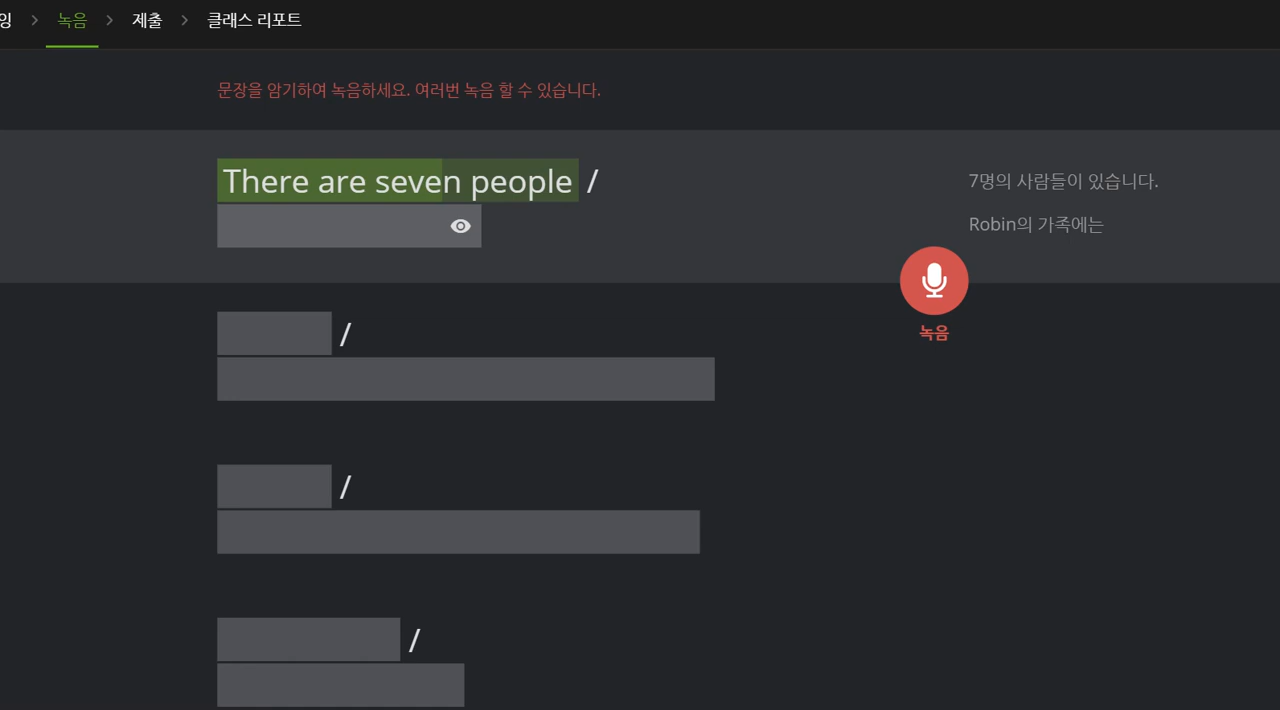 잉 > 녹음 > 제출 > 클래스 리포트
문장을 암기하여 녹음하세요. 여러번 녹음 할 수 있습니다.
There are seven people /
7명의 사람들이 있습니다.
Robin의 가족에는
녹음
/
/
/